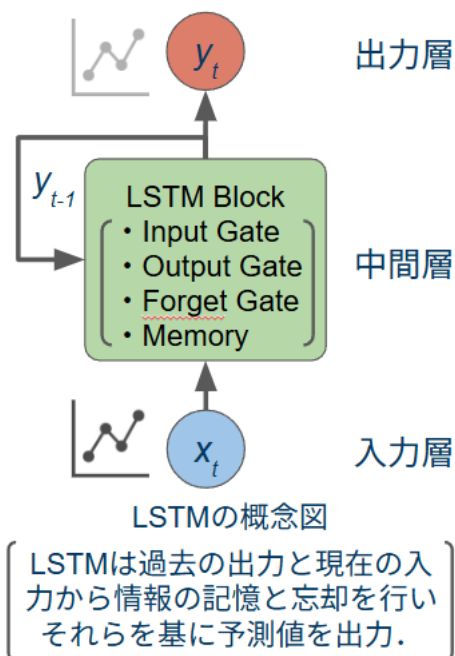 y t
出力層
y t-1
LSTM Block
・Input Gate
・Output Gate
・Forget Gate
・Memory
中間層
x t
入力層
LSTMの概念図
LSTMは過去の出力と現在の入
力から情報の記憶と忘却を行い
それらを基に予測値を出力．